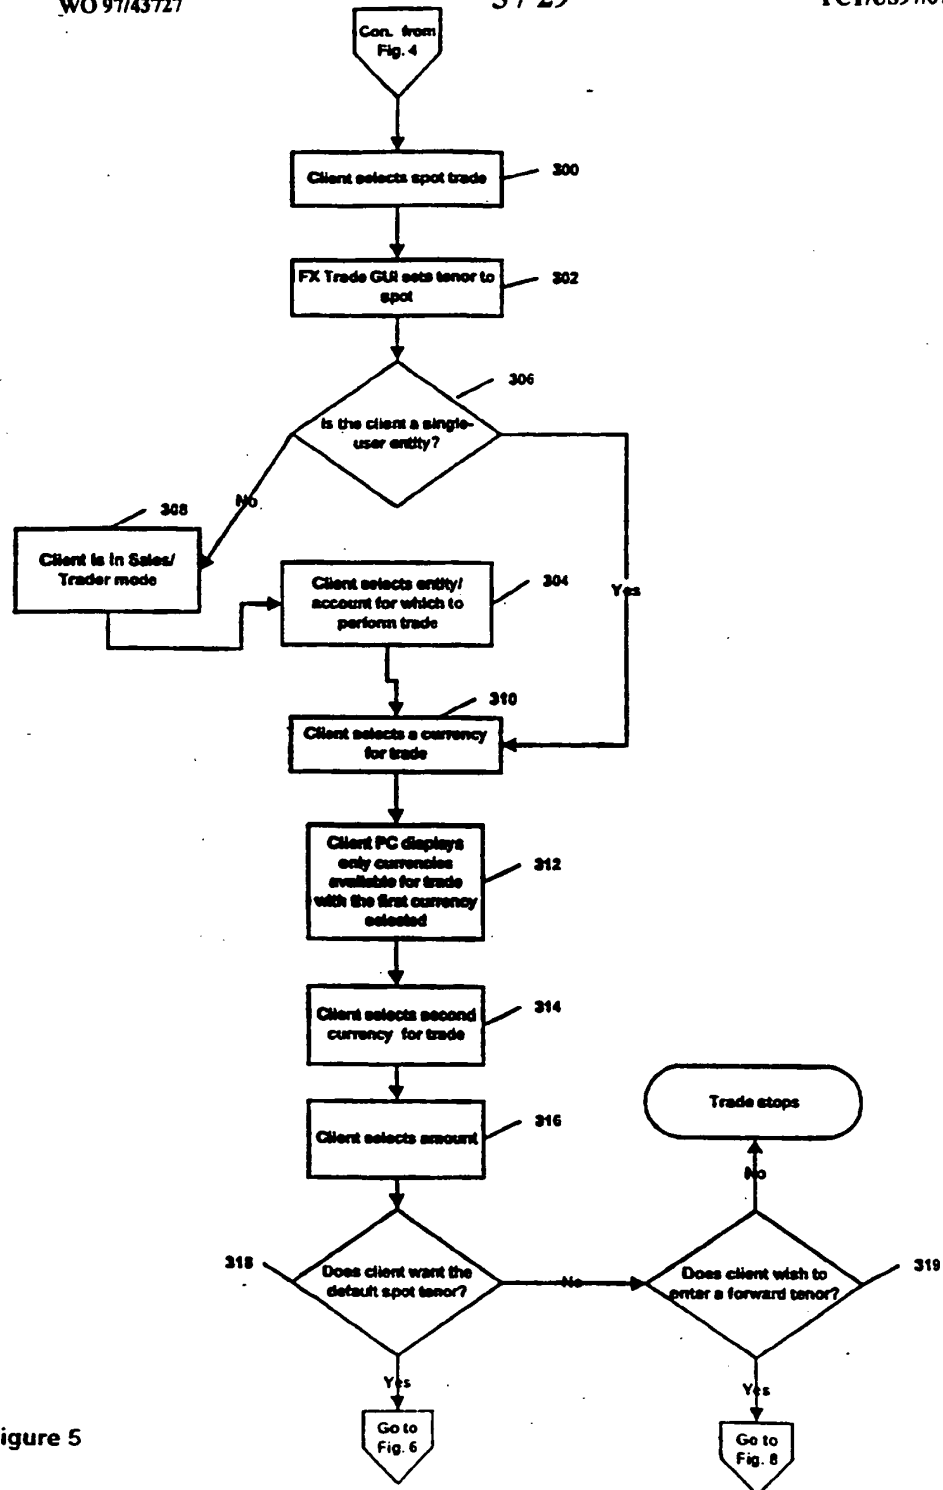 WO 97/43727
5 / 29
Con. from
Fig. 4
Client selects spot trade
300
FX Trade GUI sets tenor to
spot
302
306
Is the client a single-
user entity?
No
308
Client is in Sales/
Trader mode
Client selects entity/
account for which to
perform trade
304
Yes
310
Client selects a currency
for trade
Client PC displays
only currencies
available for trade
with the first currency
selected
312
Client selects second
currency for trade
314
Client selects amount
316
Trade stops
No
318
Does client want the
default spot tenor?
No
Does client wish to
enter a forward tenor?
319
Yes
Yes
Go to
Fig. 6
Go to
Fig. 8
igure 5